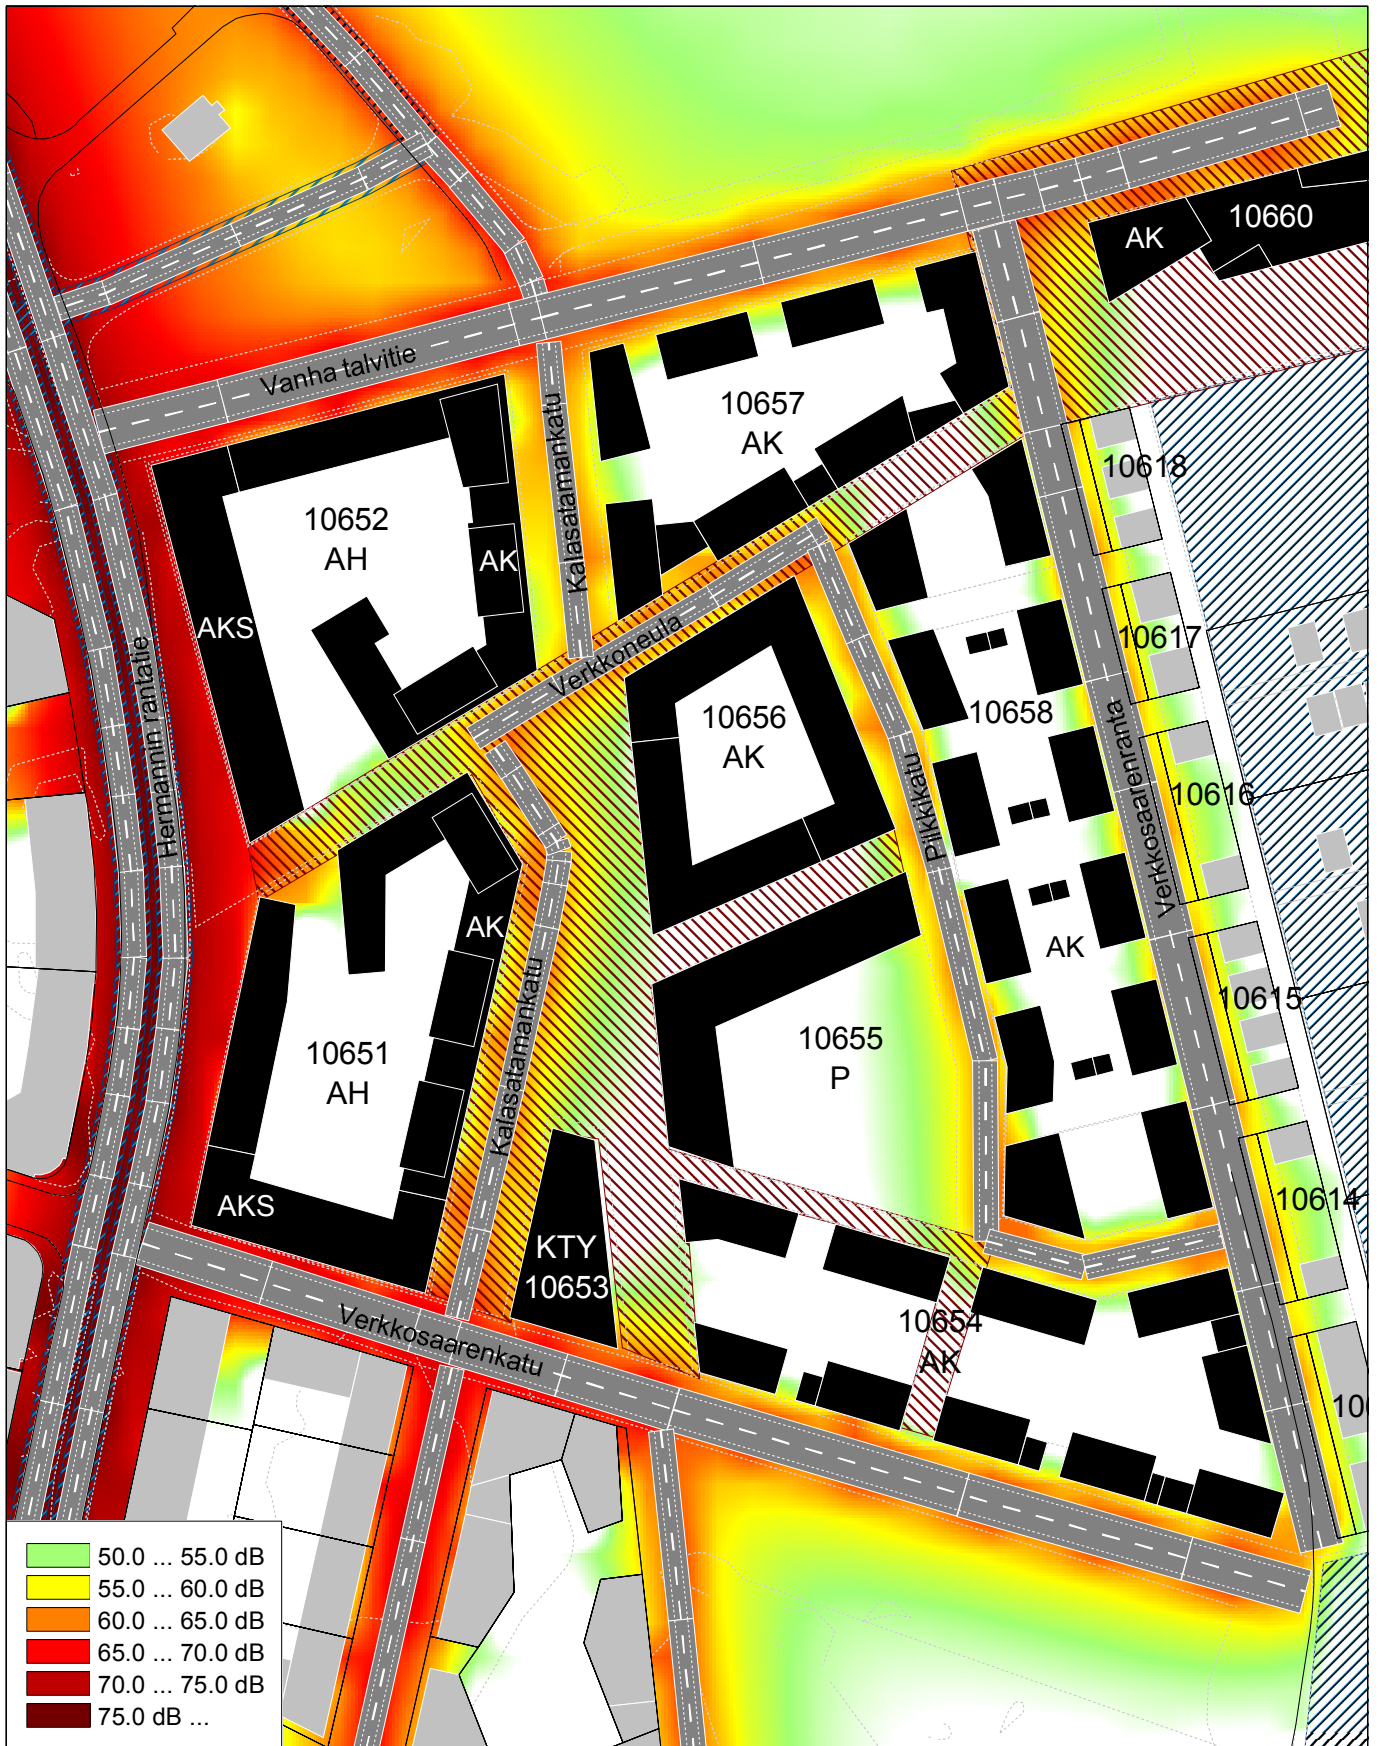 10660
AK
Vanha talvitie
10657
AK
Kalasatamankatu
10618
10652
AH
AK
AKS
10617
Verkkoneula
Hermannin rantatie
10656
AK
10658
Verkkosaarenranta
10616
Pilkkikatu
AK
AK
10615
Kalasatamankatu
10655
P
10651
AH
10614
AKS
KTY
10653
10654
AK
Verkkosaarenkatu
50.0 ... 55.0 dB
55.0 ... 60.0 dB
60.0 ... 65.0 dB
65.0 ... 70.0 dB
70.0 ... 75.0 dB
75.0 dB ...